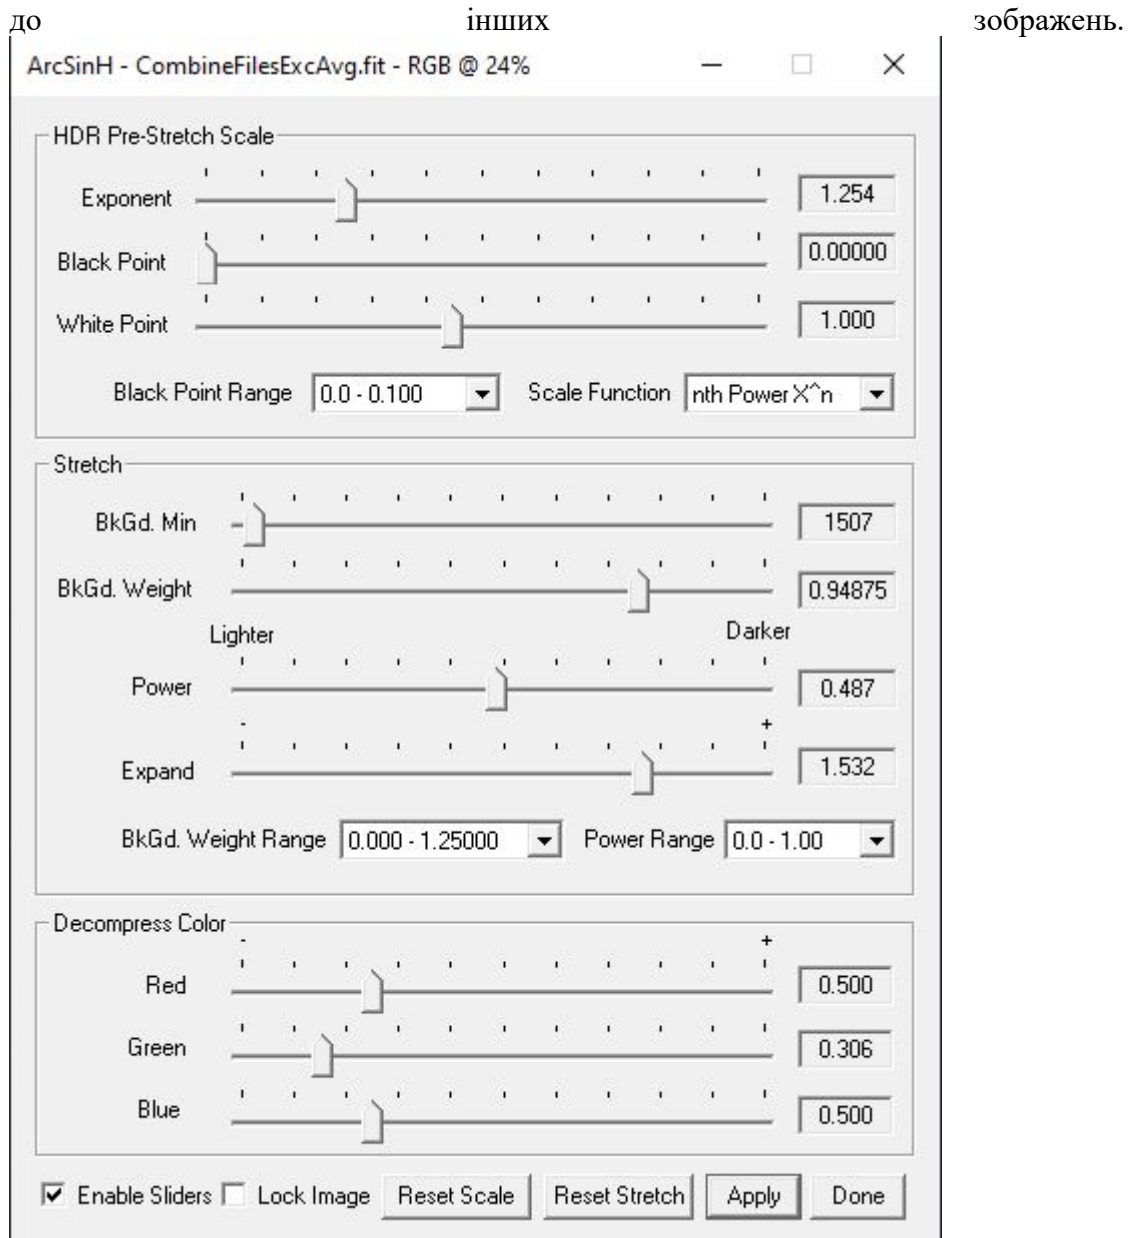 до інших зображень.
ArcSinH - CombineFilesExcAvg.fit - RGB @ 24%
HDR Pre-Stretch Scale
Exponent 1.254
Black Point 0.00000
White Point 1.000
Black Point Range 0.0 - 0.100 Scale Function nth Power X^n
Stretch
BkGd. Min 1507
BkGd. Weight 0.94875
Lighter Darker
Power 0.487
- +
Expand 1.532
BkGd. Weight Range 0.000 - 1.25000 Power Range 0.0 - 1.00
Decompress Color
- +
Red 0.500
Green 0.306
Blue 0.500
Enable Sliders Lock Image Reset Scale Reset Stretch Apply Done